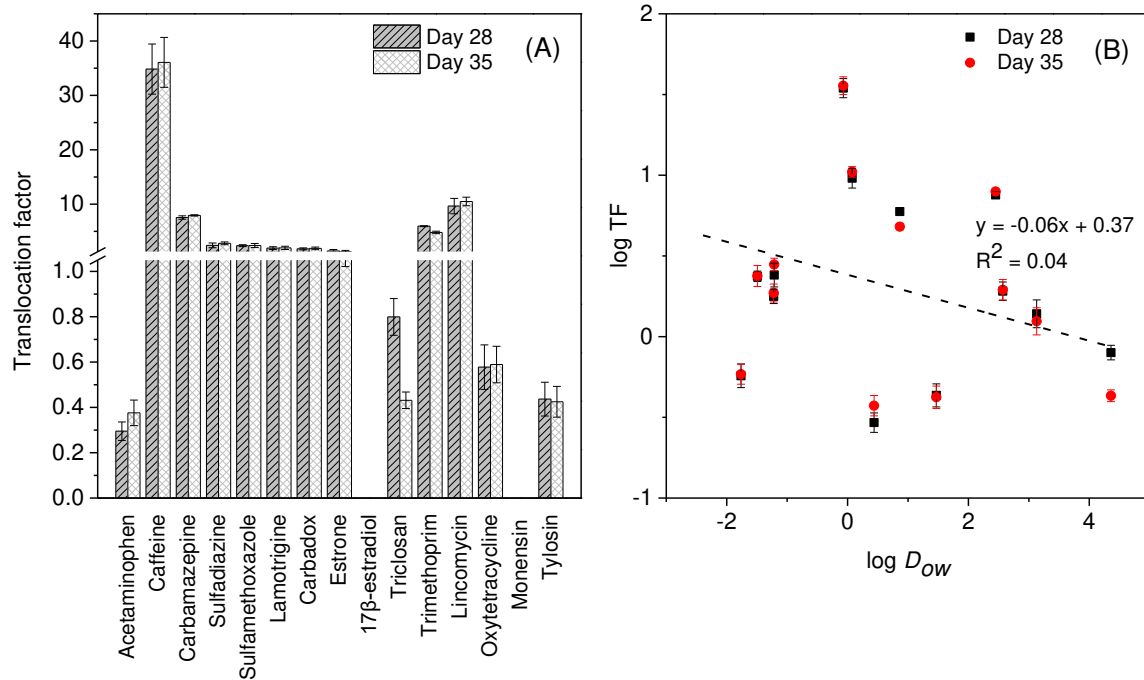 (A)
Day 28
Day 35
Translocation factor
40
30
20
10
1.0
0.8
0.6
0.4
0.2
0.0
Acetaminophen
Caffeine
Carbamazepine
Sulfadiazine
Sulfamethoxazole
Lamotrigine
Carbadox
Estrone
17β-estradiol
Triclosan
Trimethoprim
Lincomycin
Oxytetracycline
Monensin
Tylosin
(B)
Day 28
Day 35
log TF
2
1
0
-1
y = -0.06x + 0.37
R² = 0.04
-2
0
2
4
log Dow